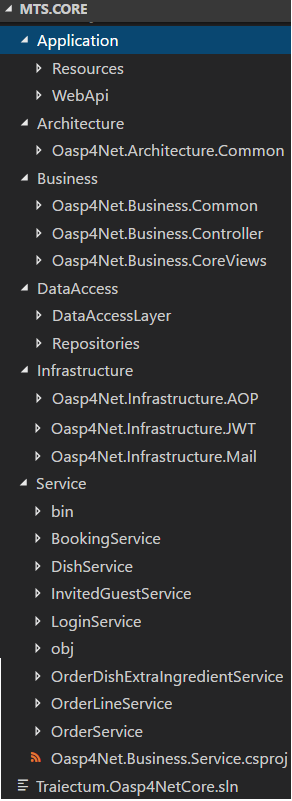 MTS.CORE
Application
Resources
WebApi
Architecture
Oasp4Net.Architecture.Common
Business
Oasp4Net.Business.Common
Oasp4Net.Business.Controller
Oasp4Net.Business.CoreViews
DataAccess
DataAccessLayer
Repositories
Infrastructure
Oasp4Net.Infrastructure.AOP
Oasp4Net.Infrastructure.JWT
Oasp4Net.Infrastructure.Mail
Service
bin
BookingService
DishService
InvitedGuestService
LoginService
obj
OrderDishExtraIngredientService
OrderLineService
OrderService
Oasp4Net.Business.Service.csproj
Traiectum.Oasp4NetCore.sln